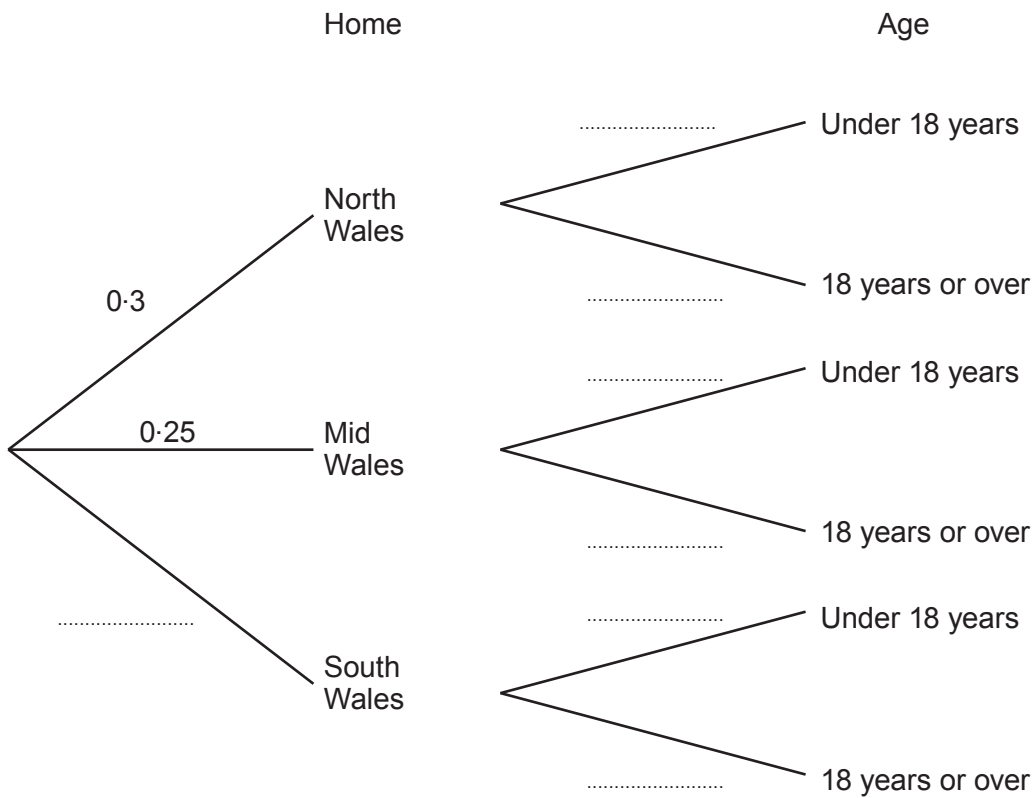 Home
Age
Under 18 years
North
Wales
18 years or over
0·3
Under 18 years
0·25
Mid
Wales
18 years or over
Under 18 years
South
Wales
18 years or over